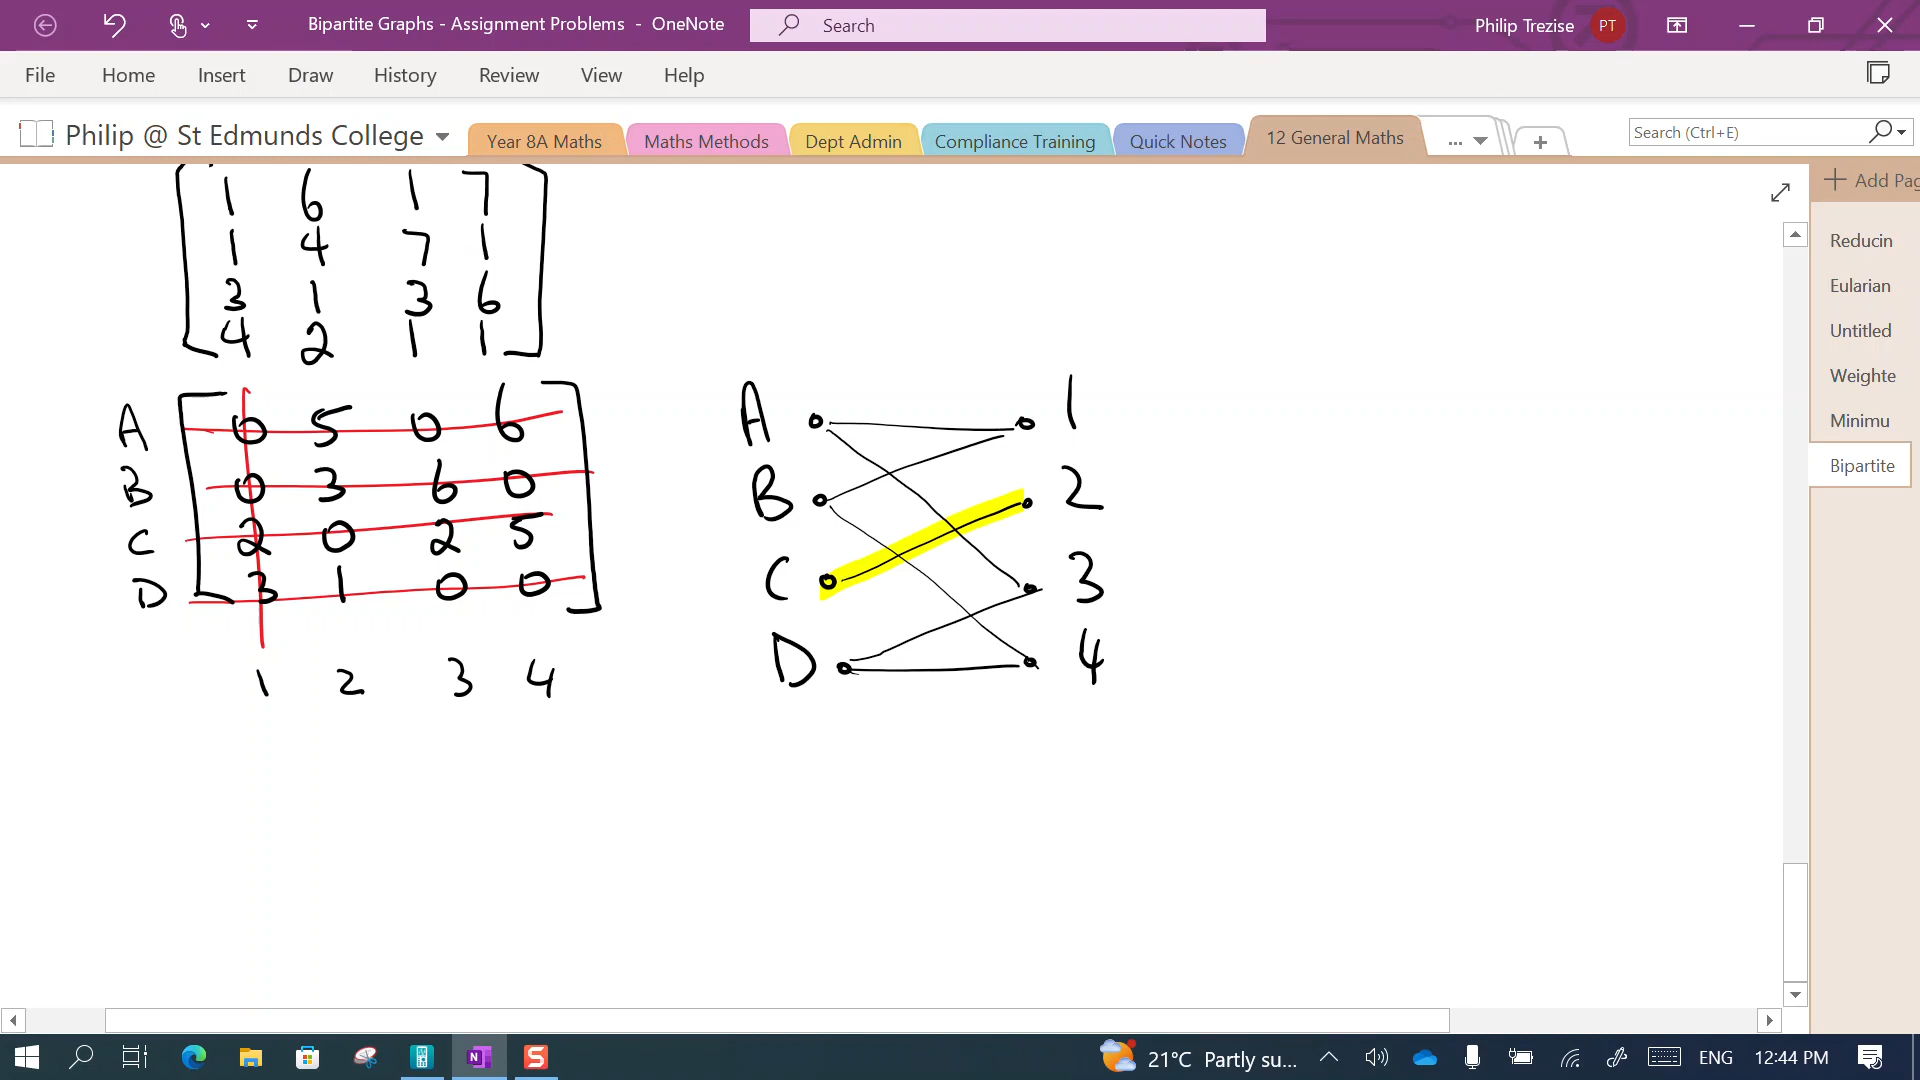 Bipartite Graphs - Assignment Problems - OneNote
Search
Philip Trezise
PT
File Home Insert Draw History Review View Help
Philip @ St Edmunds College
Year 8A Maths
Maths Methods
Dept Admin
Compliance Training
Quick Notes
12 General Maths
...
Search (Ctrl+E)
Add Pag
Reducin
Eularian
Untitled
Weighte
Minimu
Bipartite
1 6 1 7
1 4 7 1
3 1 3 6
4 2 1 1
A 0 5 0 6
B 0 3 6 0
C 2 0 2 5
D 3 1 0 0
1 2 3 4
A 1
B 2
C 3
D 4
21°C Partly su...
ENG
12:44 PM